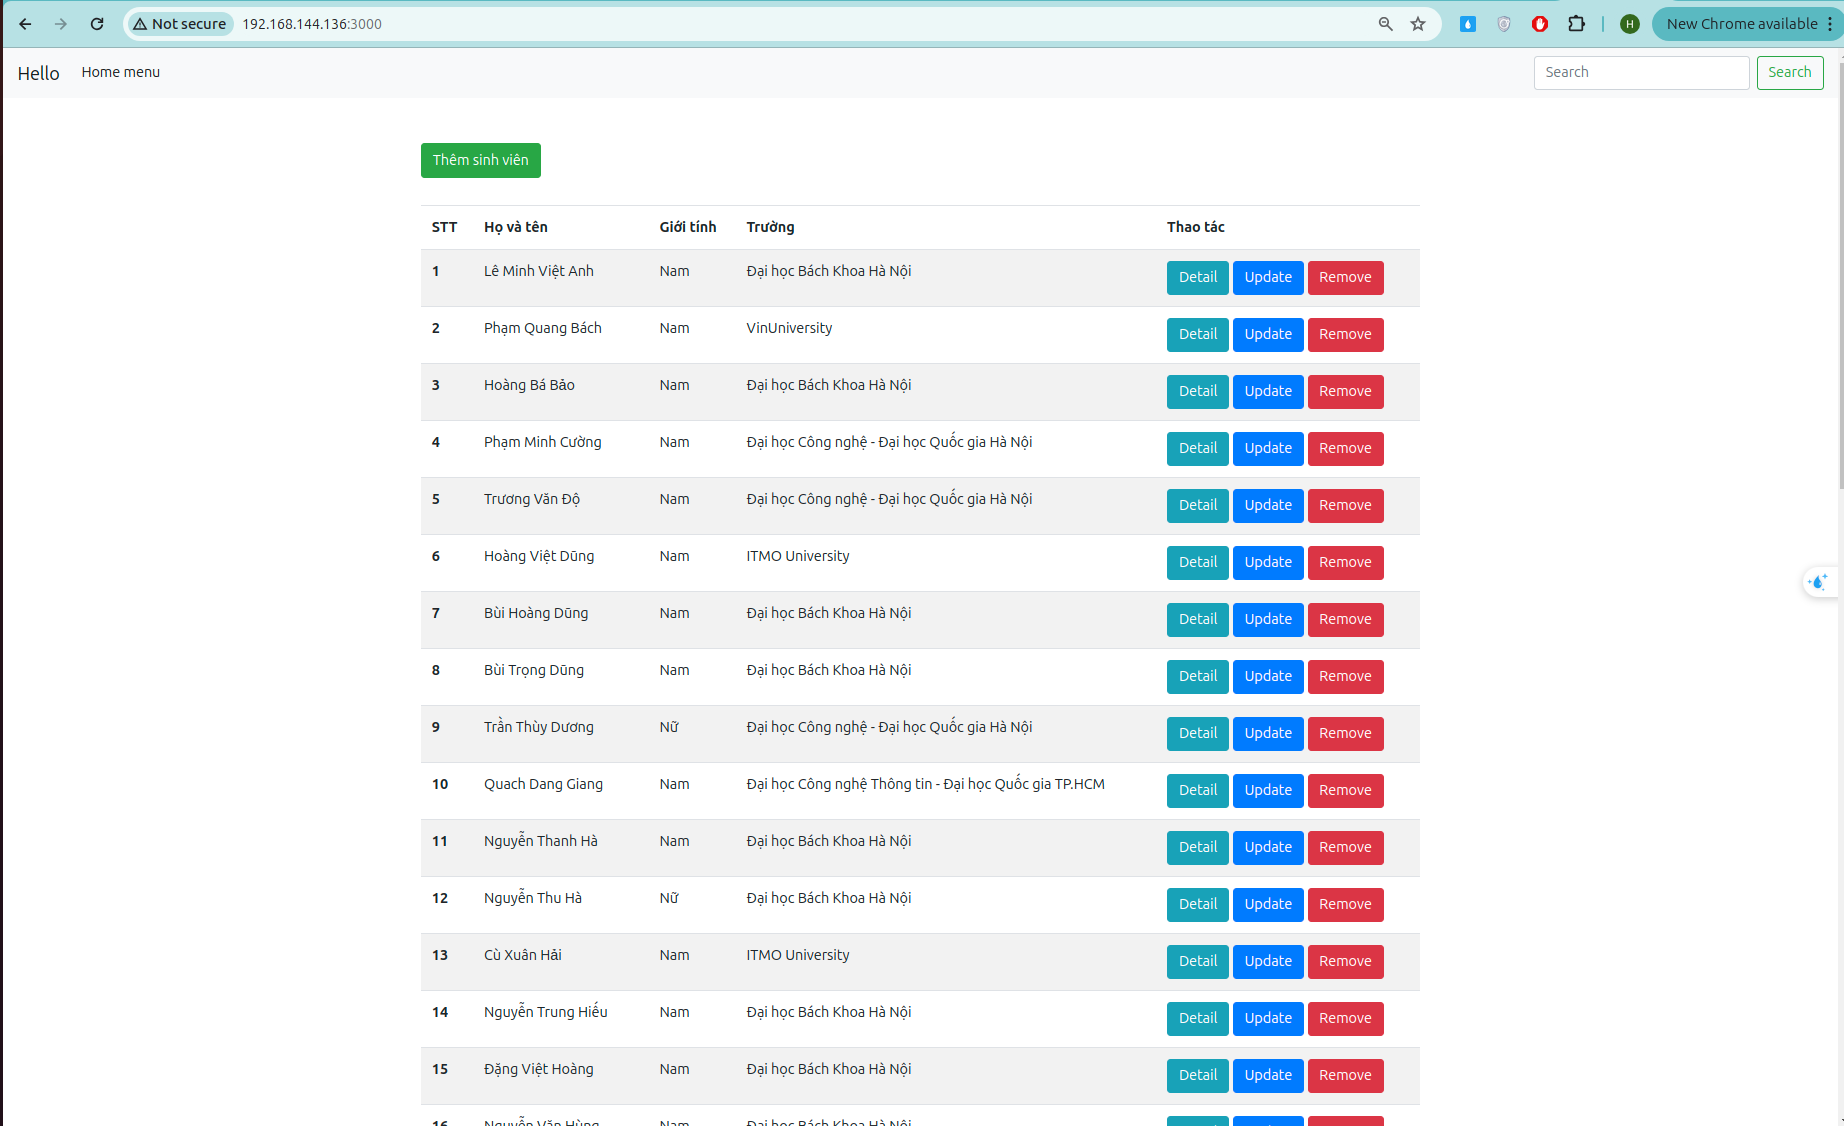 Not secure 192.168.144.136:3000 H New Chrome available
Hello Home menu Search Search
Thêm sinh viên
STT Họ và tên Giới tính Trường Thao tác
1 Lê Minh Việt Anh Nam Đại học Bách Khoa Hà Nội Detail Update Remove
2 Phạm Quang Bách Nam VinUniversity Detail Update Remove
3 Hoàng Bá Bảo Nam Đại học Bách Khoa Hà Nội Detail Update Remove
4 Phạm Minh Cường Nam Đại học Công nghệ - Đại học Quốc gia Hà Nội Detail Update Remove
5 Trương Văn Độ Nam Đại học Công nghệ - Đại học Quốc gia Hà Nội Detail Update Remove
6 Hoàng Việt Dũng Nam ITMO University Detail Update Remove
7 Bùi Hoàng Dũng Nam Đại học Bách Khoa Hà Nội Detail Update Remove
8 Bùi Trọng Dũng Nam Đại học Bách Khoa Hà Nội Detail Update Remove
9 Trần Thùy Dương Nữ Đại học Công nghệ - Đại học Quốc gia Hà Nội Detail Update Remove
10 Quach Dang Giang Nam Đại học Công nghệ Thông tin - Đại học Quốc gia TP.HCM Detail Update Remove
11 Nguyễn Thanh Hà Nam Đại học Bách Khoa Hà Nội Detail Update Remove
12 Nguyễn Thu Hà Nữ Đại học Bách Khoa Hà Nội Detail Update Remove
13 Cù Xuân Hải Nam ITMO University Detail Update Remove
14 Nguyễn Trung Hiếu Nam Đại học Bách Khoa Hà Nội Detail Update Remove
15 Đặng Việt Hoàng Nam Đại học Bách Khoa Hà Nội Detail Update Remove
16 Nguyễn Văn Hùng Nam Đại học Bách Khoa Hà Nội